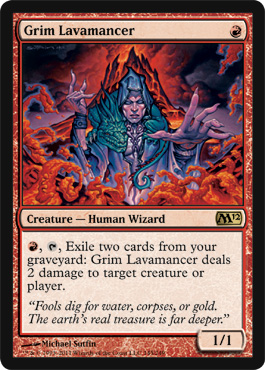 Grim Lavamancer
Creature — Human Wizard
M12
, , Exile two cards from your
graveyard: Grim Lavamancer deals
2 damage to target creature or
player.
"Fools dig for water, corpses, or gold.
The earth's real treasure is far deeper."
Michael Sutfin
1/1